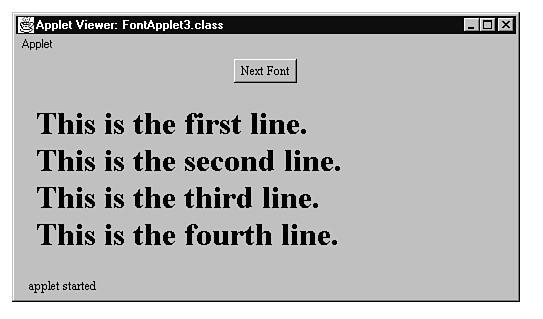 Applet Viewer: FontApplet3.class
Applet
Next Font
This is the first line.
This is the second line.
This is the third line.
This is the fourth line.
applet started